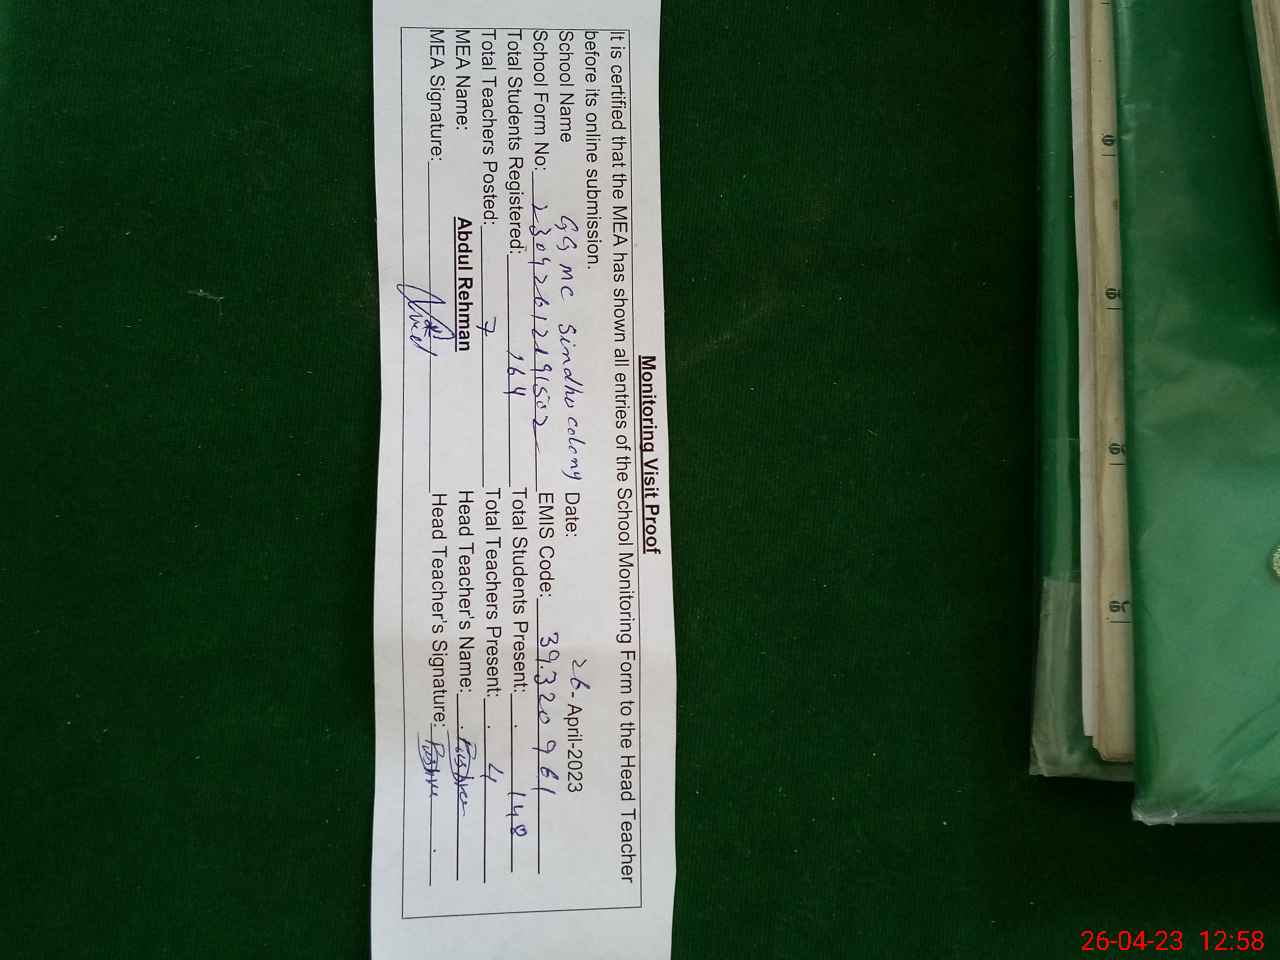 Monitoring Visit Proof
It is certified that the MEA has shown all entries of the School Monitoring Form to the Head Teacher
before its online submission.
School Name GGMC Sindhu colony Date: 26-April-2023
School Form No: EMIS Code: 39320961
Total Students Registered: 164 Total Students Present: 148
Total Teachers Posted: 7 Total Teachers Present: 4
MEA Name: Abdul Rehman Head Teacher's Name:
MEA Signature: Head Teacher's Signature:
26-04-23 12:58